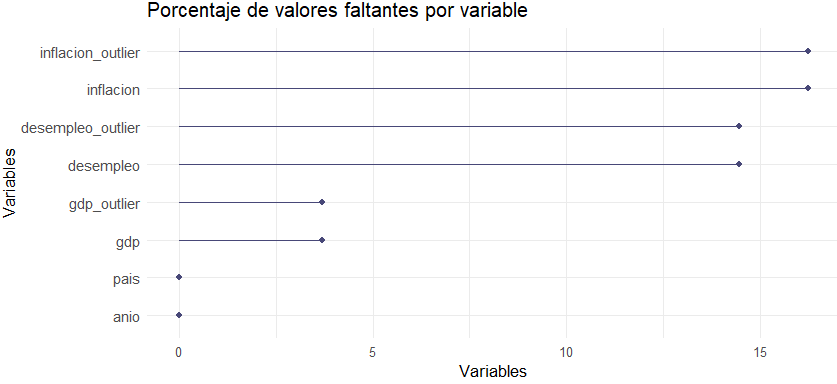 Porcentaje de valores faltantes por variable
inflacion_outlier
inflacion
desempleo_outlier
desempleo
gdp_outlier
gdp
pais
anio
Variables
0 5 10 15
Variables